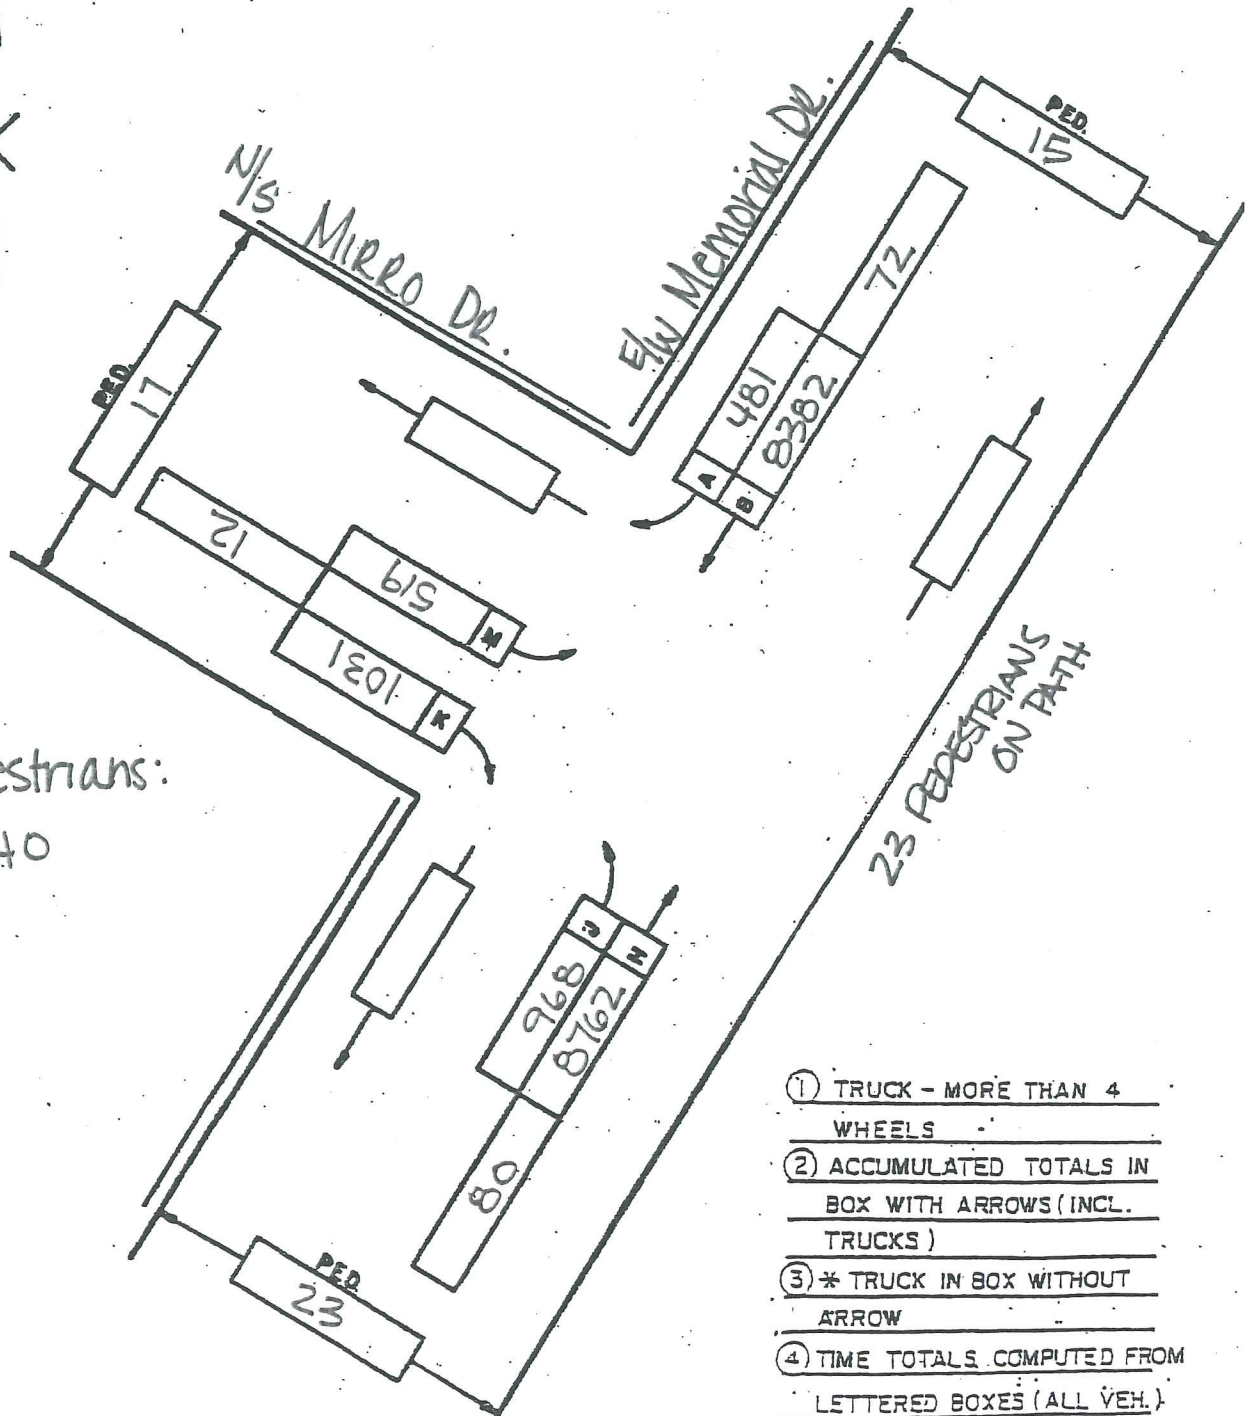 N/S MIRRO DR.
E/W Memorial DR.
PED.
15
72
481
8382
A
B
PED.
17
12
519
1031
K
23 PEDESTRIANS
ON PATH
estrians:
40
J
H
968
8762
80
PED.
23
① TRUCK - MORE THAN 4
WHEELS
② ACCUMULATED TOTALS IN
BOX WITH ARROWS (INCL.
TRUCKS)
③ * TRUCK IN BOX WITHOUT
ARROW
④ TIME TOTALS COMPUTED FROM
LETTERED BOXES (ALL VEH.)